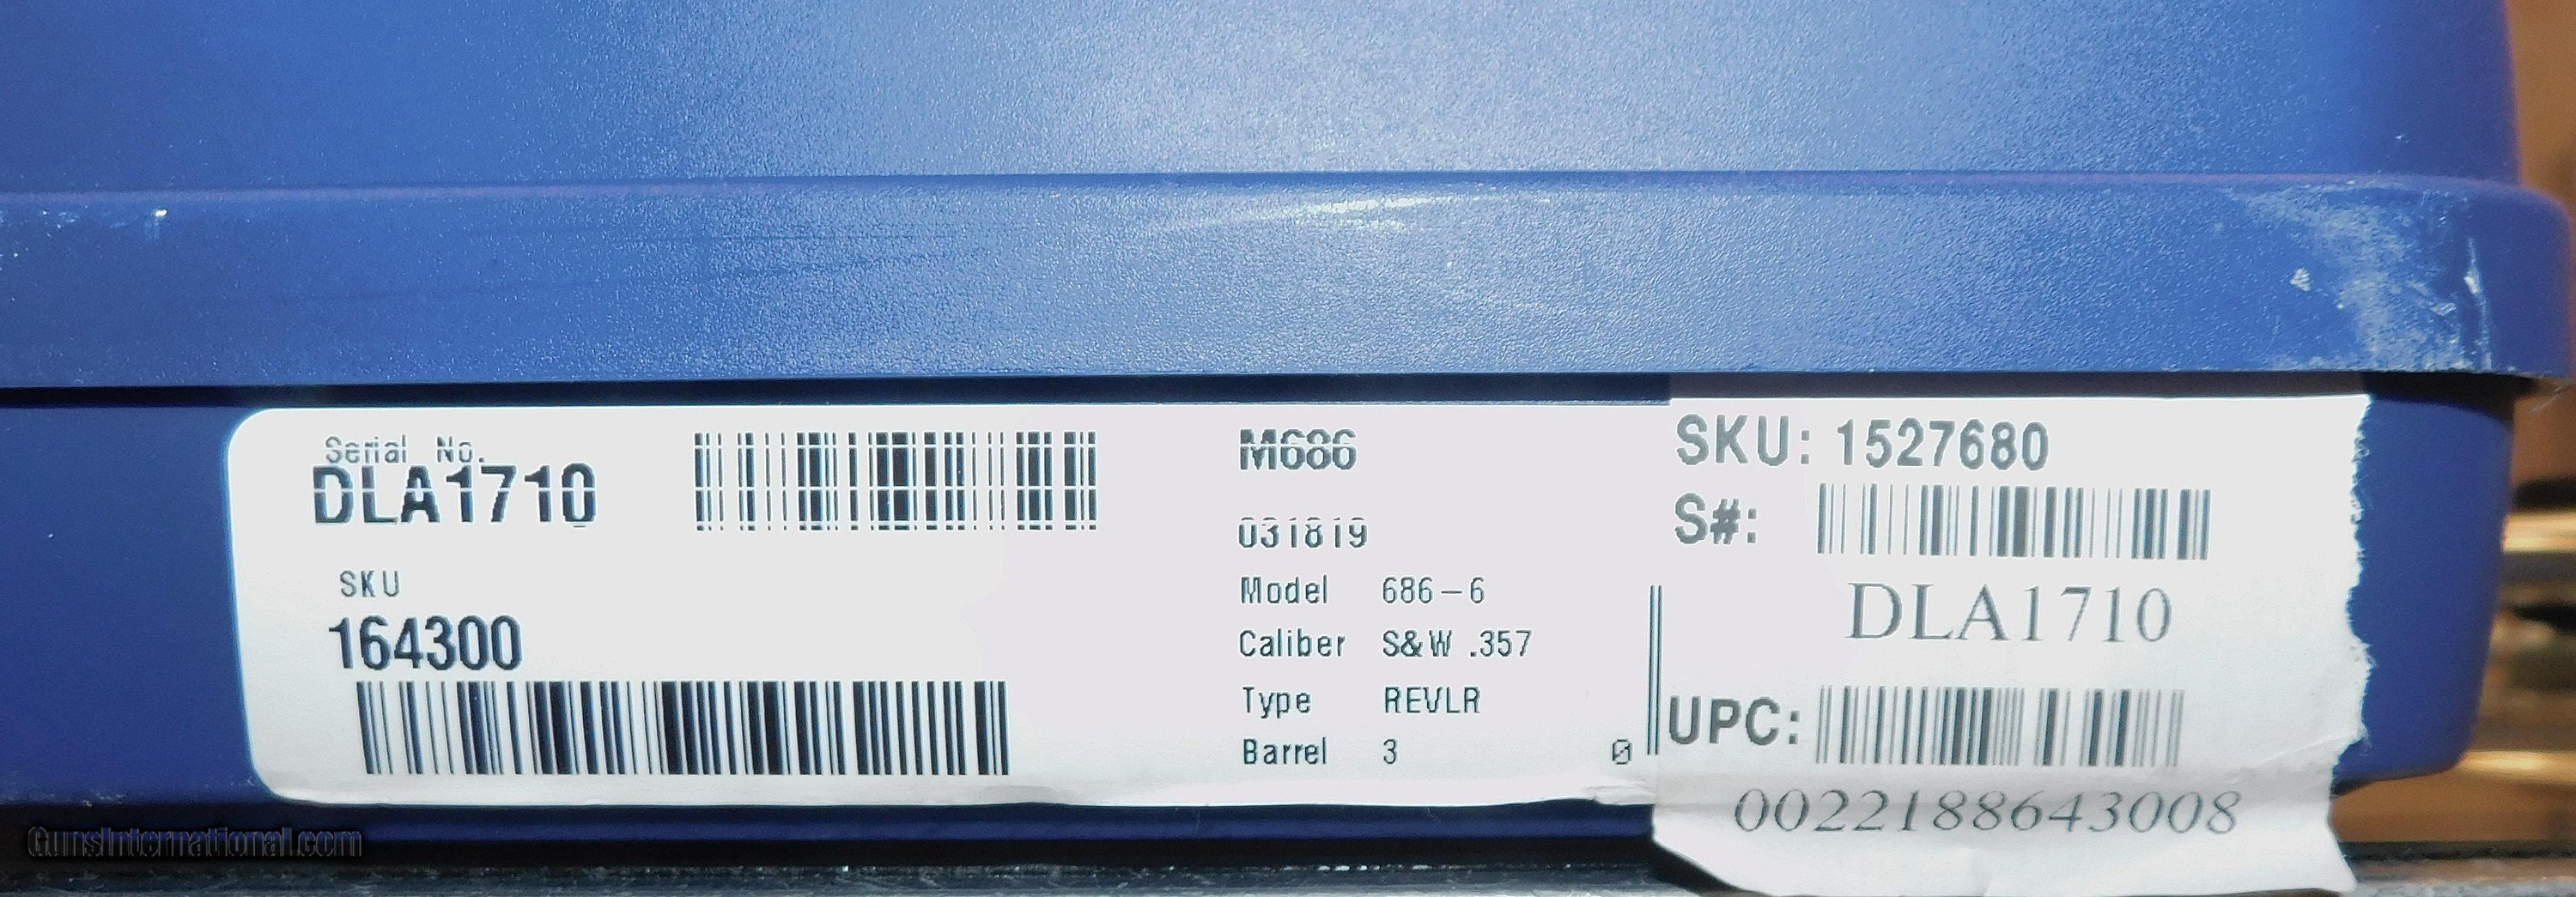 Serial No.
DLA1710
SKU
164300
M686
031819
Model 686-6
Caliber S&W .357
Type REVLR
Barrel 3 0
SKU: 1527680
S#:
DLA1710
UPC:
0022188643008
GunsInternational.com